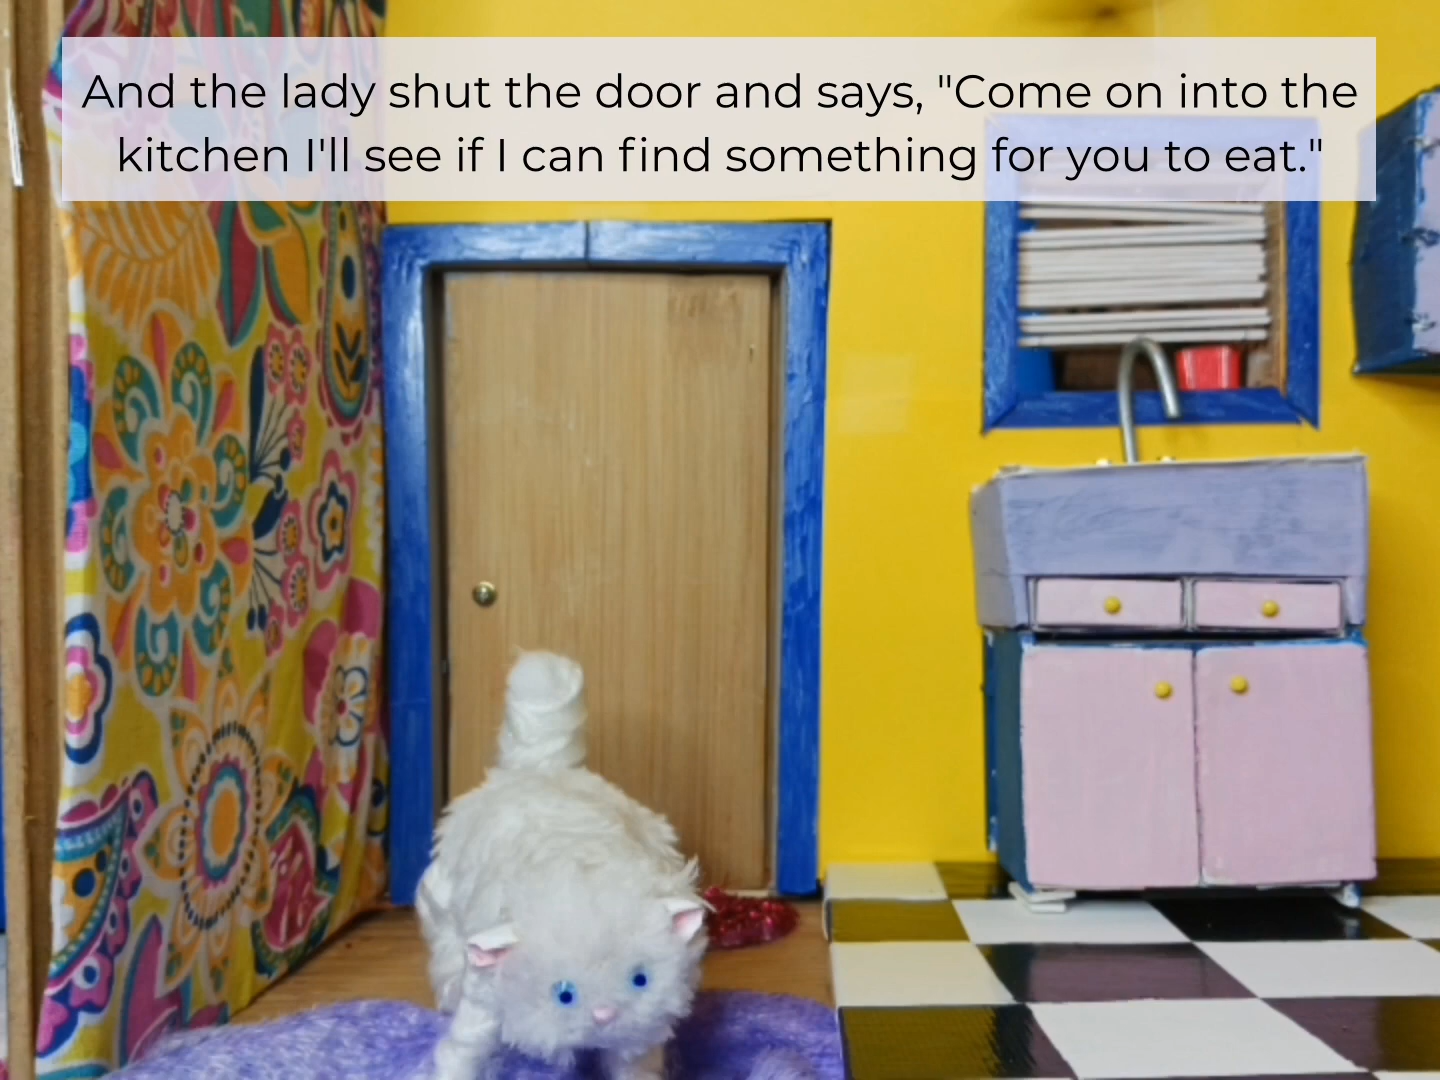 And the lady shut the door and says, "Come on into the
kitchen I'll see if I can find something for you to eat."